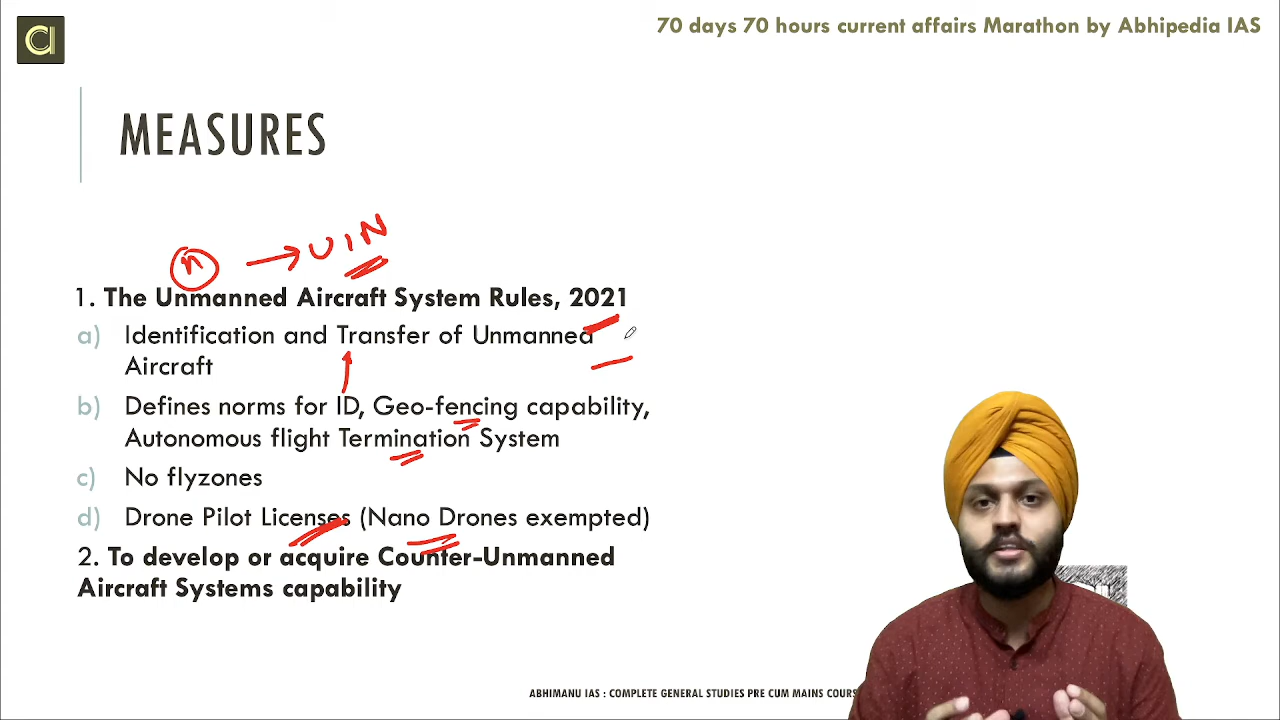 70 days 70 hours current affairs Marathon by Abhipedia IAS
MEASURES
n → UIN
1. The Unmanned Aircraft System Rules, 2021
a) Identification and Transfer of Unmanned
Aircraft
b) Defines norms for ID, Geo-fencing capability,
Autonomous flight Termination System
c) No flyzones
d) Drone Pilot Licenses (Nano Drones exempted)
2. To develop or acquire Counter-Unmanned
Aircraft Systems capability
ABHIMANU IAS : COMPLETE GENERAL STUDIES PRE CUM MAINS COURS